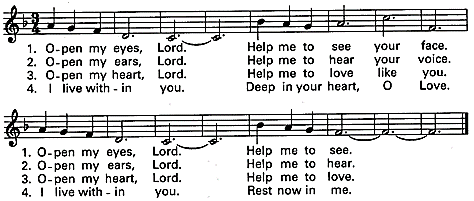 1. O-pen my eyes, Lord. Help me to see your face.
2. O-pen my ears, Lord. Help me to hear your voice.
3. O-pen my heart, Lord. Help me to love like you.
4. I live with-in you. Deep in your heart, O Love.
1. O-pen my eyes, Lord. Help me to see.
2. O-pen my ears, Lord. Help me to hear.
3. O-pen my heart, Lord. Help me to love.
4. I live with-in you. Rest now in me.